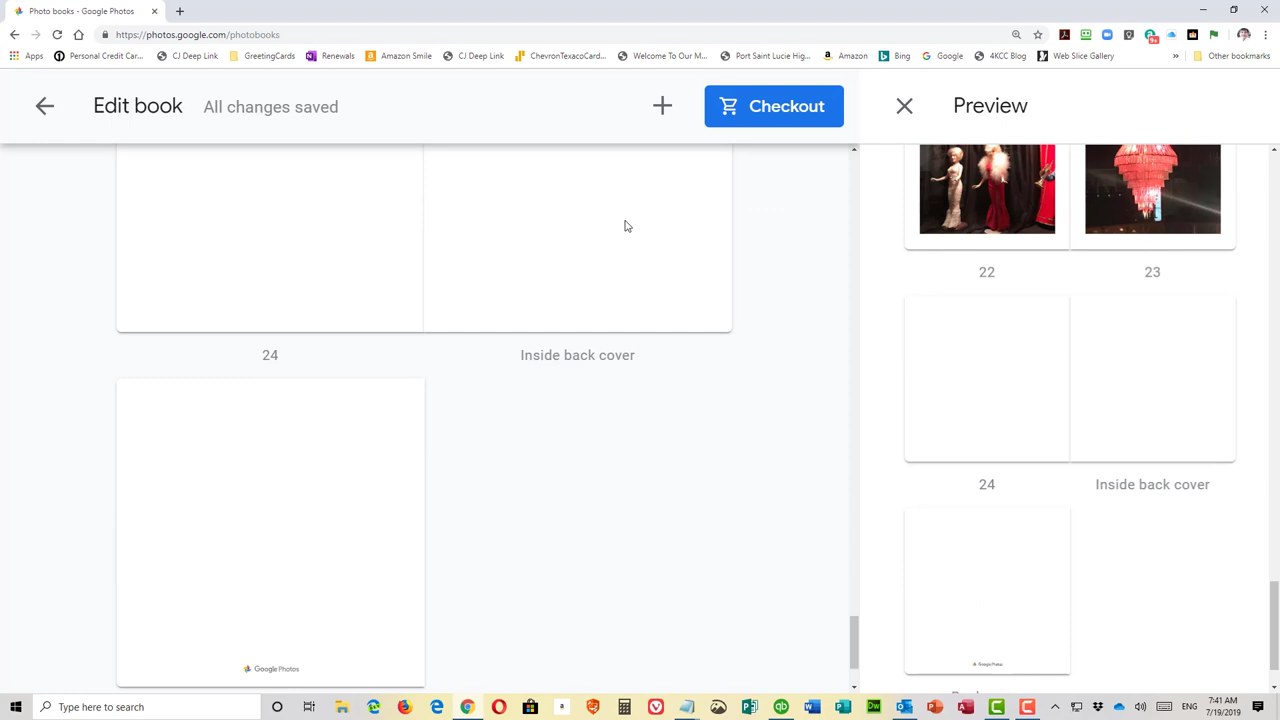 Photo books - Google Photos
https://photos.google.com/photobooks
Apps Personal Credit Car... CJ Deep Link GreetingCards Renewals Amazon Smile CJ Deep Link ChevronTexacoCard... Welcome To Our M... Port Saint Lucie Hig... Amazon Bing Google 4KCC Blog Web Slice Gallery » Other bookmarks
Edit book All changes saved Checkout Preview
22 23
24 Inside back cover
24 Inside back cover
Google Photos
Google Photos
Type here to search
7:41 AM
7/19/2019